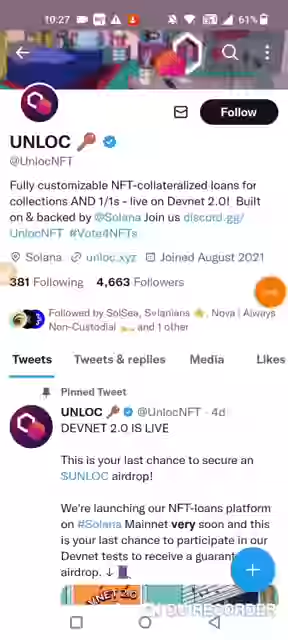 10:27
61%
Follow
UNLOC
@UnlocNFT
Fully customizable NFT-collateralized loans for
collections AND 1/1s - live on Devnet 2.0! Built
on & backed by @Solana Join us discord.gg/
UnlocNFT #Vote4NFTs
Solana unloc.xyz Joined August 2021
381 Following 4,663 Followers
Followed by SolSea, Svlanians, Nova | Always
Non-Custodial and 1 other
Tweets Tweets & replies Media Likes
Pinned Tweet
UNLOC @UnlocNFT · 4d
DEVNET 2.0 IS LIVE
This is your last chance to secure an
$UNLOC airdrop!
We're launching our NFT-loans platform
on #Solana Mainnet very soon and this
is your last chance to participate in our
Devnet tests to receive a guarant
airdrop. ↓
RECORDER